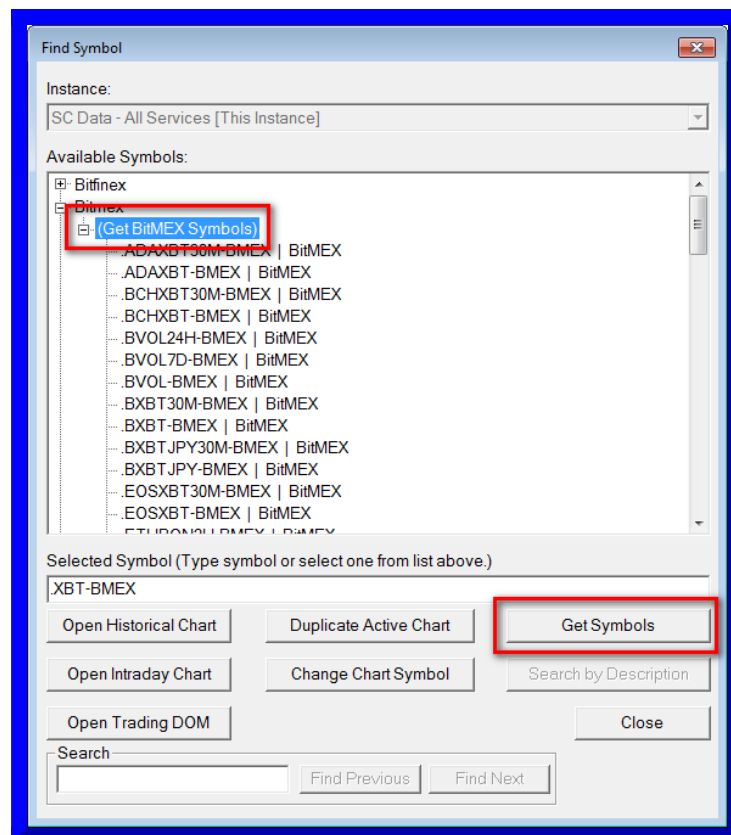 Find Symbol
Instance:
SC Data - All Services [This Instance]
Available Symbols:
Bitfinex
Bitmex
(Get BitMEX Symbols)
.ADAXBT30M-BMEX | BitMEX
.ADAXBT-BMEX | BitMEX
.BCHXBT30M-BMEX | BitMEX
.BCHXBT-BMEX | BitMEX
.BVOL24H-BMEX | BitMEX
.BVOL7D-BMEX | BitMEX
.BVOL-BMEX | BitMEX
.BXBT30M-BMEX | BitMEX
.BXBT-BMEX | BitMEX
.BXBTJPY30M-BMEX | BitMEX
.BXBTJPY-BMEX | BitMEX
.EOSXBT30M-BMEX | BitMEX
.EOSXBT-BMEX | BitMEX
Selected Symbol (Type symbol or select one from list above.)
.XBT-BMEX
Open Historical Chart Duplicate Active Chart Get Symbols
Open Intraday Chart Change Chart Symbol Search by Description
Open Trading DOM Close
Search
Find Previous Find Next